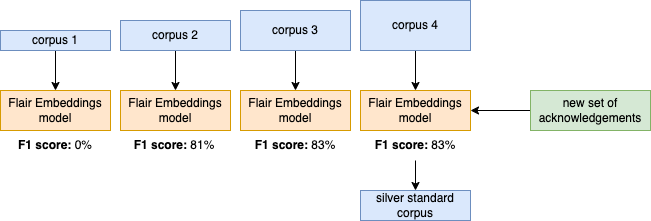 corpus 1
corpus 2
corpus 3
corpus 4
Flair Embeddings
model
Flair Embeddings
model
Flair Embeddings
model
Flair Embeddings
model
new set of
acknowledgements
F1 score: 0%
F1 score: 81%
F1 score: 83%
F1 score: 83%
silver standard
corpus